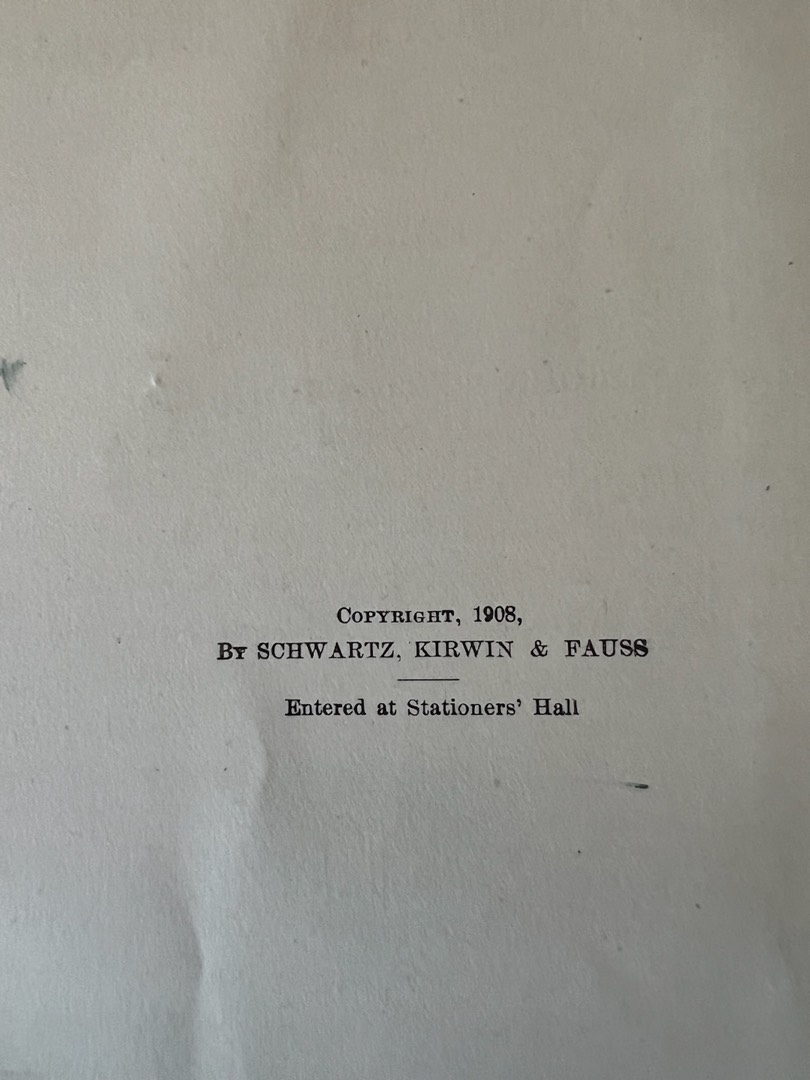 COPYRIGHT, 1908,
BY SCHWARTZ, KIRWIN & FAUSS
Entered at Stationers' Hall